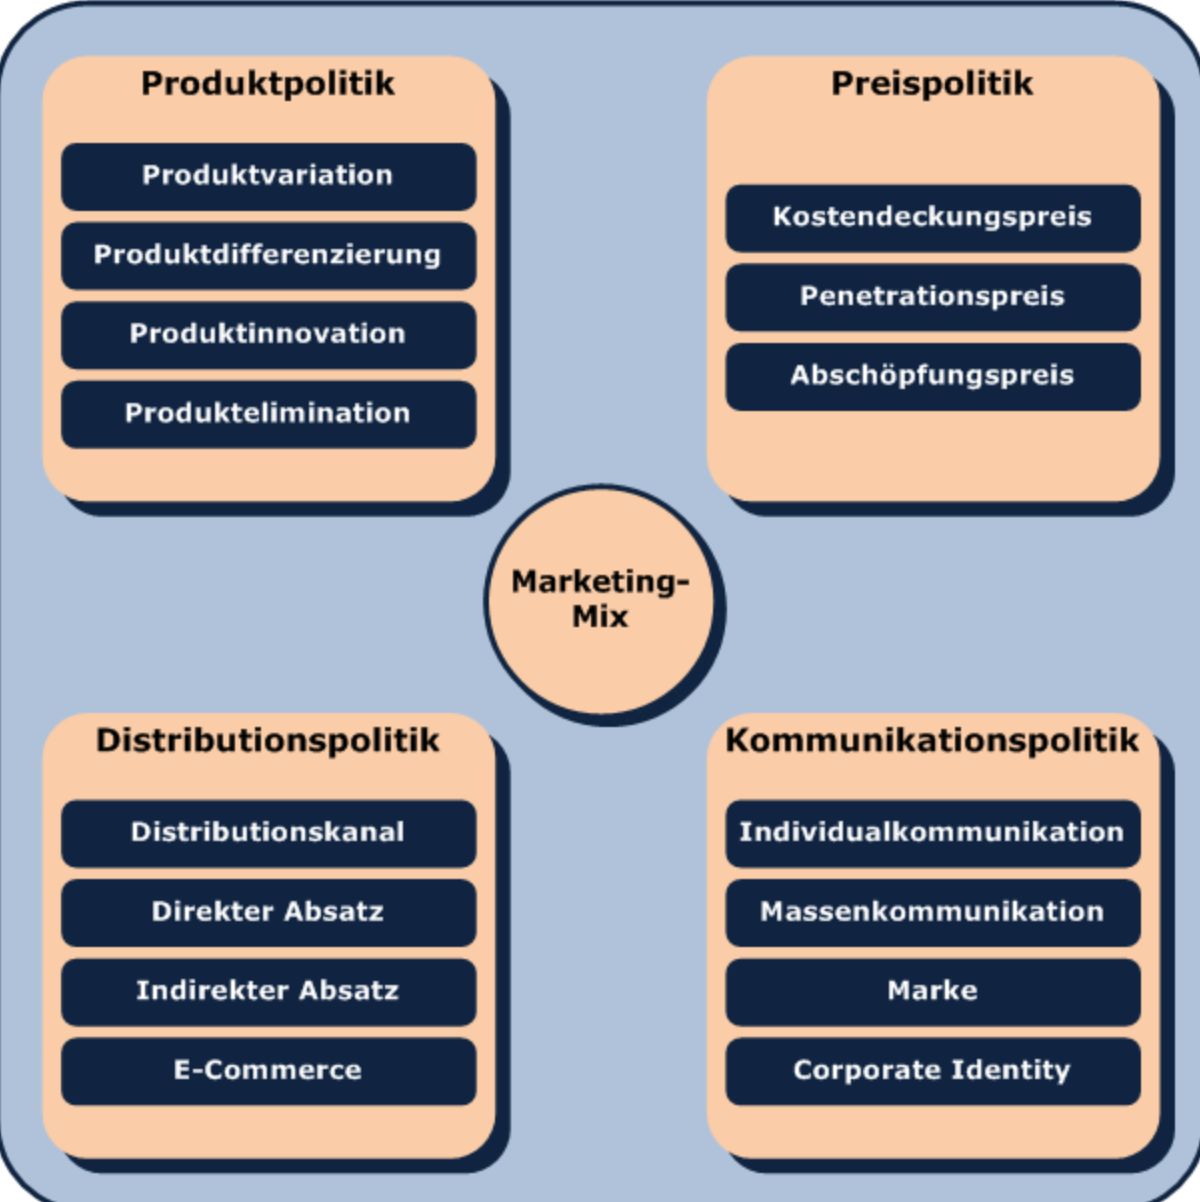 Produktpolitik
Produktvariation
Produktdifferenzierung
Produktinnovation
Produktelimination
Preispolitik
Kostendeckungspreis
Penetrationspreis
Abschöpfungspreis
Marketing-
Mix
Distributionspolitik
Distributionskanal
Direkter Absatz
Indirekter Absatz
E-Commerce
Kommunikationspolitik
Individualkommunikation
Massenkommunikation
Marke
Corporate Identity